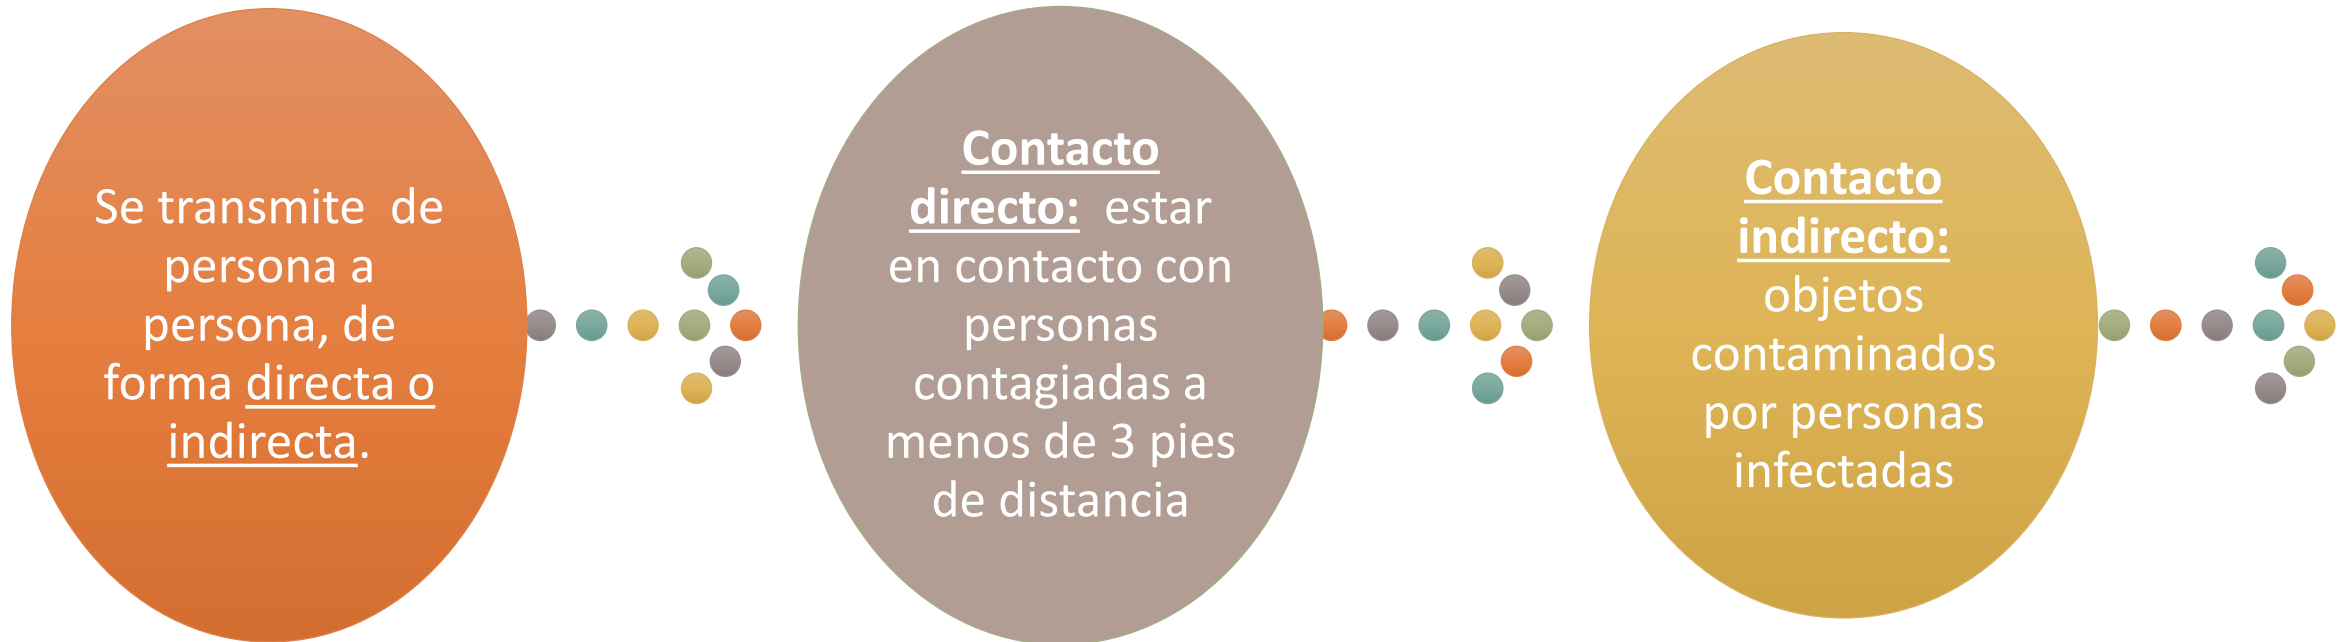 Se transmite  de
persona a
persona, de
forma directa o
indirecta.
Contacto
directo:  estar
en contacto con
personas
contagiadas a
menos de 3 pies
de distancia
Contacto
indirecto:
objetos
contaminados
por personas
infectadas